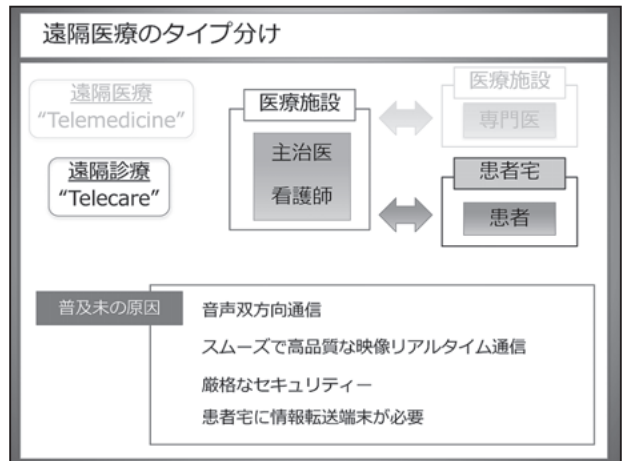 遠隔医療のタイプ分け
遠隔医療
“Telemedicine”
医療施設
主治医
看護師
医療施設
専門医
遠隔診療
“Telecare”
患者宅
患者
普及未の原因
音声双方向通信
スムーズで高品質な映像リアルタイム通信
厳格なセキュリティー
患者宅に情報転送端末が必要